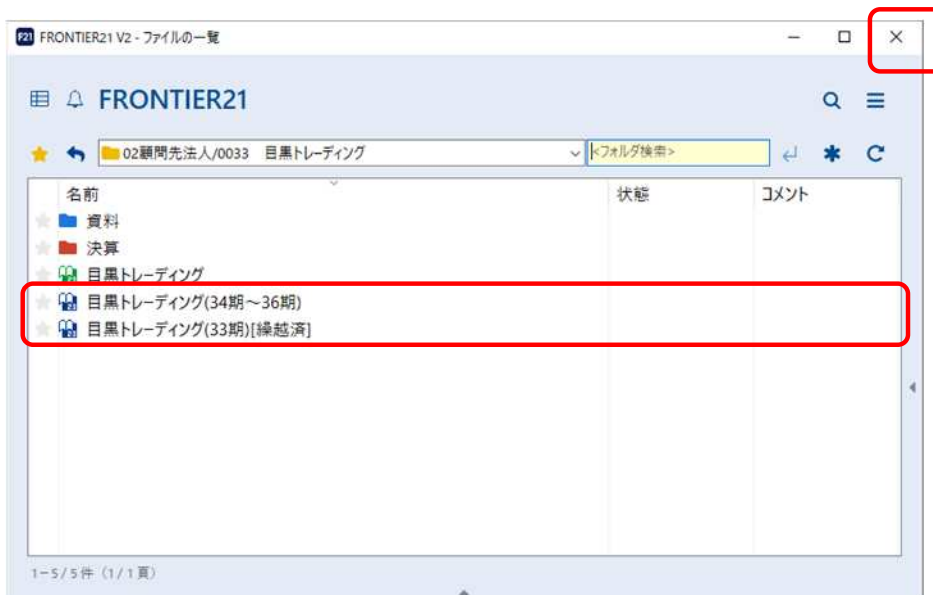 F21 FRONTIER21 V2 - ファイルの一覧
FRONTIER21
02顧問先法人/0033 目黒トレーディング <フォルダ検索>
名前 状態 コメント
資料
決算
目黒トレーディング
目黒トレーディング(34期～36期)
目黒トレーディング(33期)[繰越済]
1-5/5件 (1/1頁)